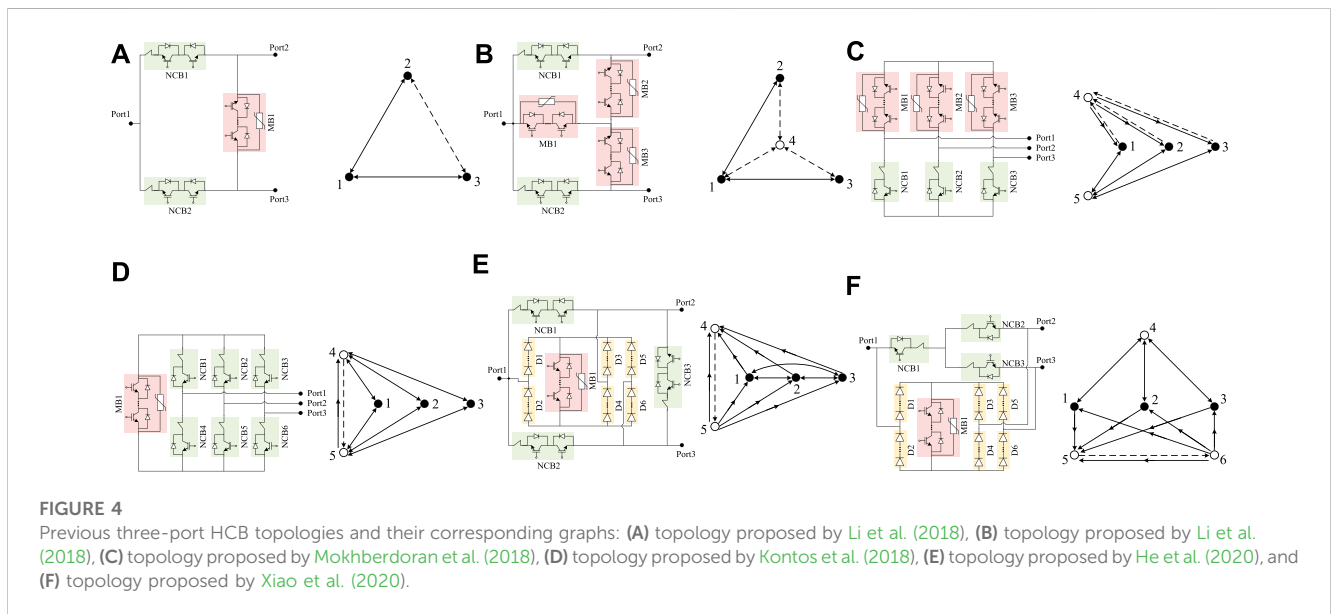 A
NCB1
Port2
Port1
MB1
NCB2
Port3
2
1
3
B
NCB1
Port2
MB2
Port1
MB1
MB3
NCB2
Port3
2
4
1
3
C
MB1
MB2
MB3
Port1
Port2
Port3
NCB1
NCB2
NCB3
4
1
2
3
5
D
NCB1
NCB2
NCB3
MB1
Port1
Port2
Port3
NCB4
NCB5
NCB6
4
1
2
3
5
E
Port2
NCB1
D1
D3
D5
Port1
MB1
NCB3
D2
D4
D6
NCB2
Port3
4
1
2
3
5
F
NCB2
Port2
Port1
NCB1
NCB3
Port3
D1
D3
D5
MB1
D2
D4
D6
4
1
2
3
5
6
FIGURE 4
Previous three-port HCB topologies and their corresponding graphs: (A) topology proposed by Li et al. (2018), (B) topology proposed by Li et al.
(2018), (C) topology proposed by Mokhberdoran et al. (2018), (D) topology proposed by Kontos et al. (2018), (E) topology proposed by He et al. (2020), and
(F) topology proposed by Xiao et al. (2020).